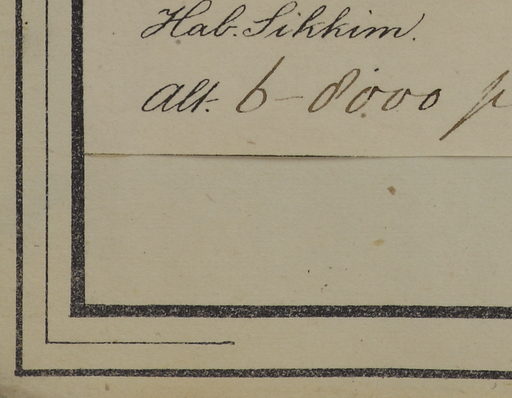 Hab. Sikkim.
Alt. 6-8000 p